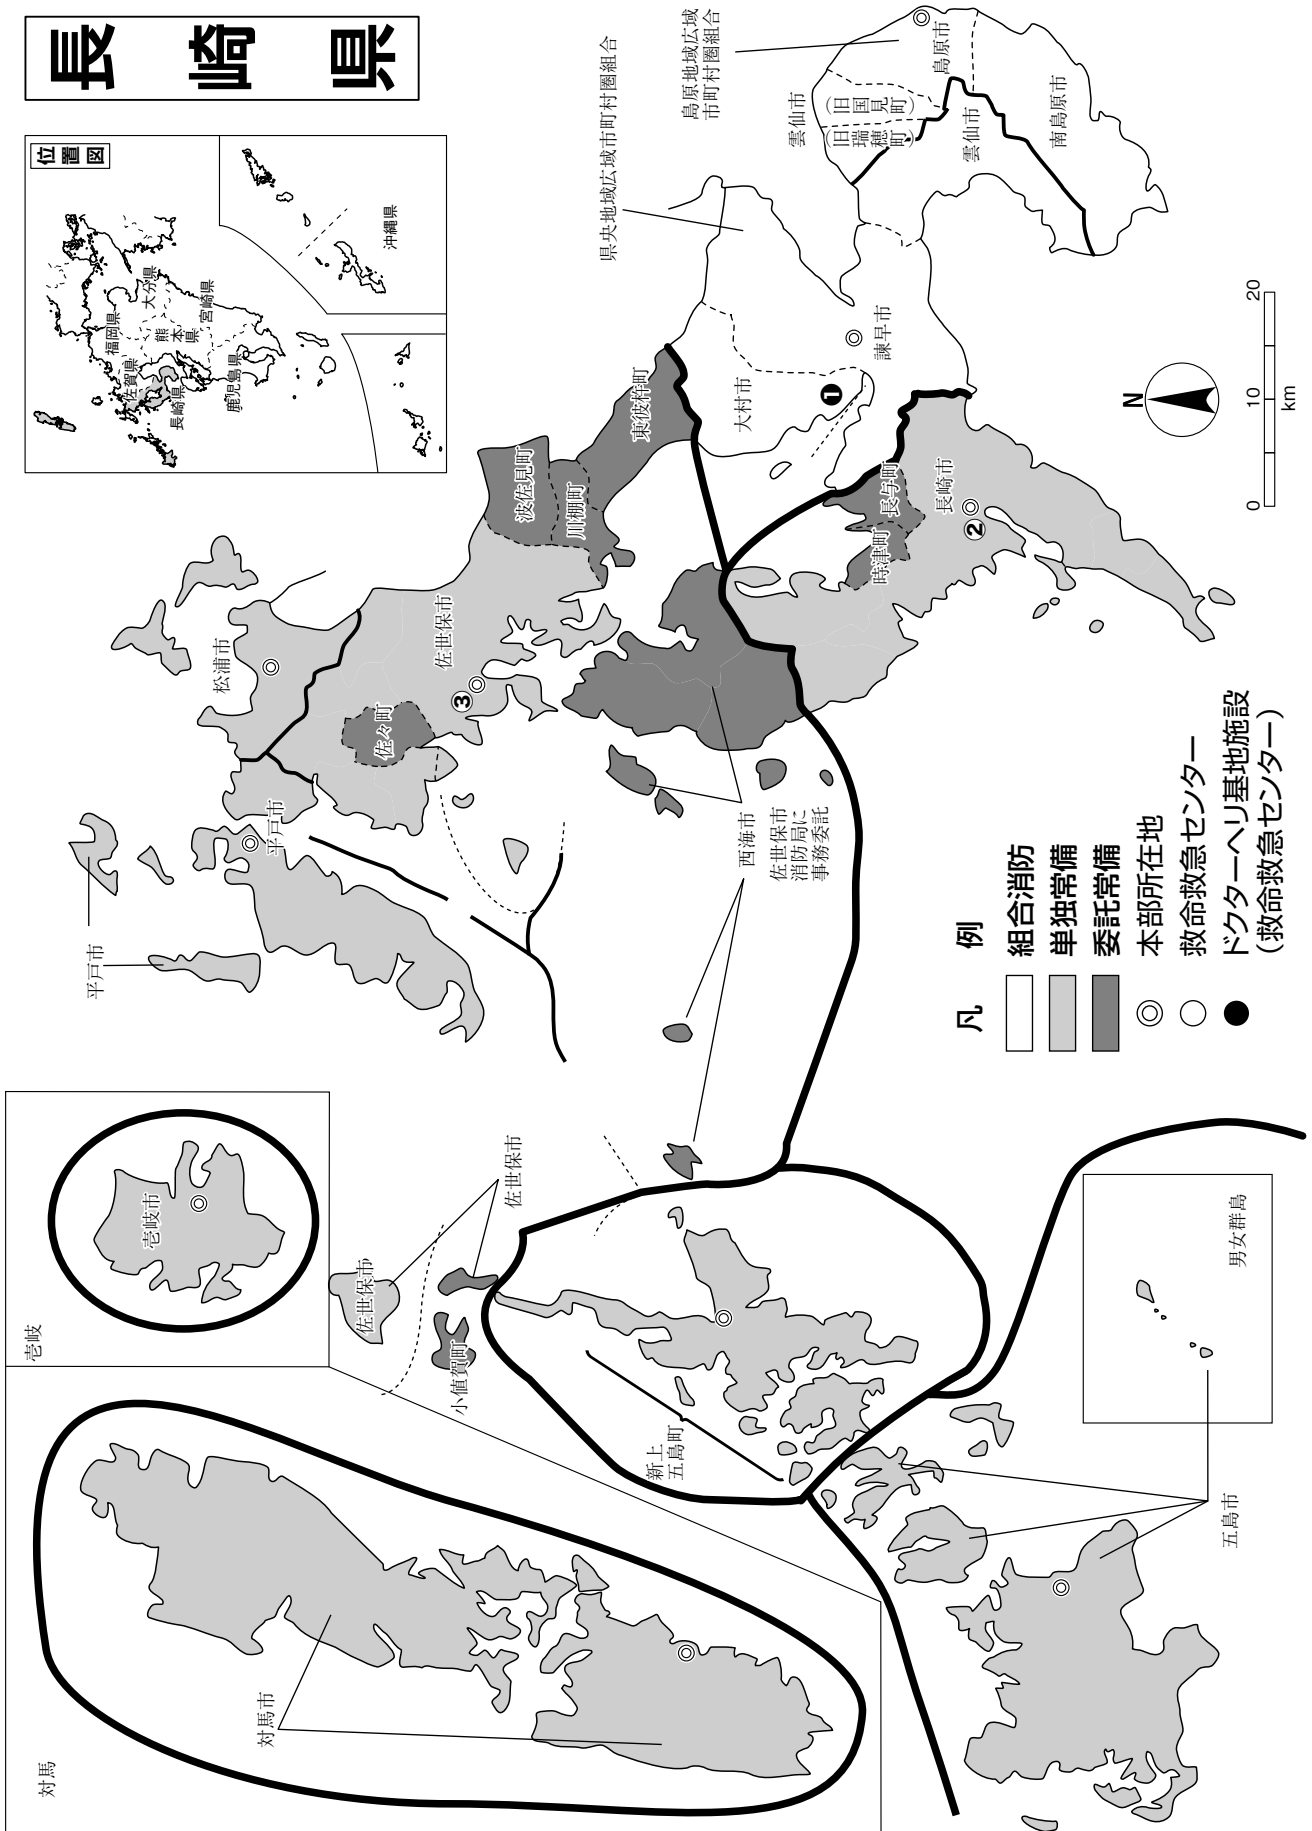 長崎県
位置図
福岡県
佐賀県
長崎県
大分県
熊本県
宮崎県
鹿児島県
沖縄県
対馬
対馬市
壱岐
壱岐市
平戸市
平戸市
松浦市
佐世保市
佐々町
③
波佐見町
川棚町
東彼杵町
県央地域広域市町村圏組合
島原地域広域
市町村圏組合
大村市
❶
諫早市
雲仙市
(旧国見町)
(旧瑞穂町)
島原市
雲仙市
南島原市
長与町
時津町
長崎市
②
西海市
佐世保市
消防局に
事務委託
佐世保市
佐世保市
小値賀町
新上
五島町
五島市
男女群島
凡例
組合消防
単独常備
委託常備
本部所在地
救命救急センター
ドクターヘリ基地施設
(救命救急センター)
N
0 10 20
km